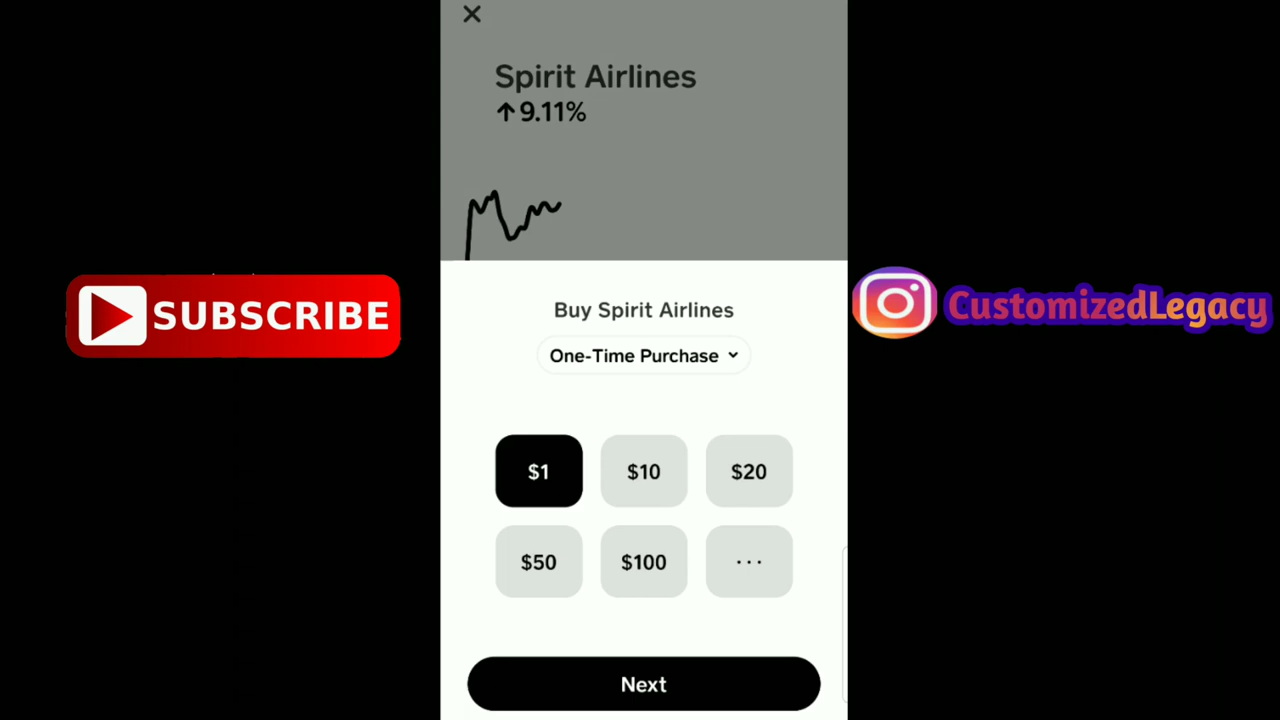 Spirit Airlines
↑9.11%
SUBSCRIBE
CustomizedLegacy
Buy Spirit Airlines
One-Time Purchase
$1 $10 $20
$50 $100 ...
Next